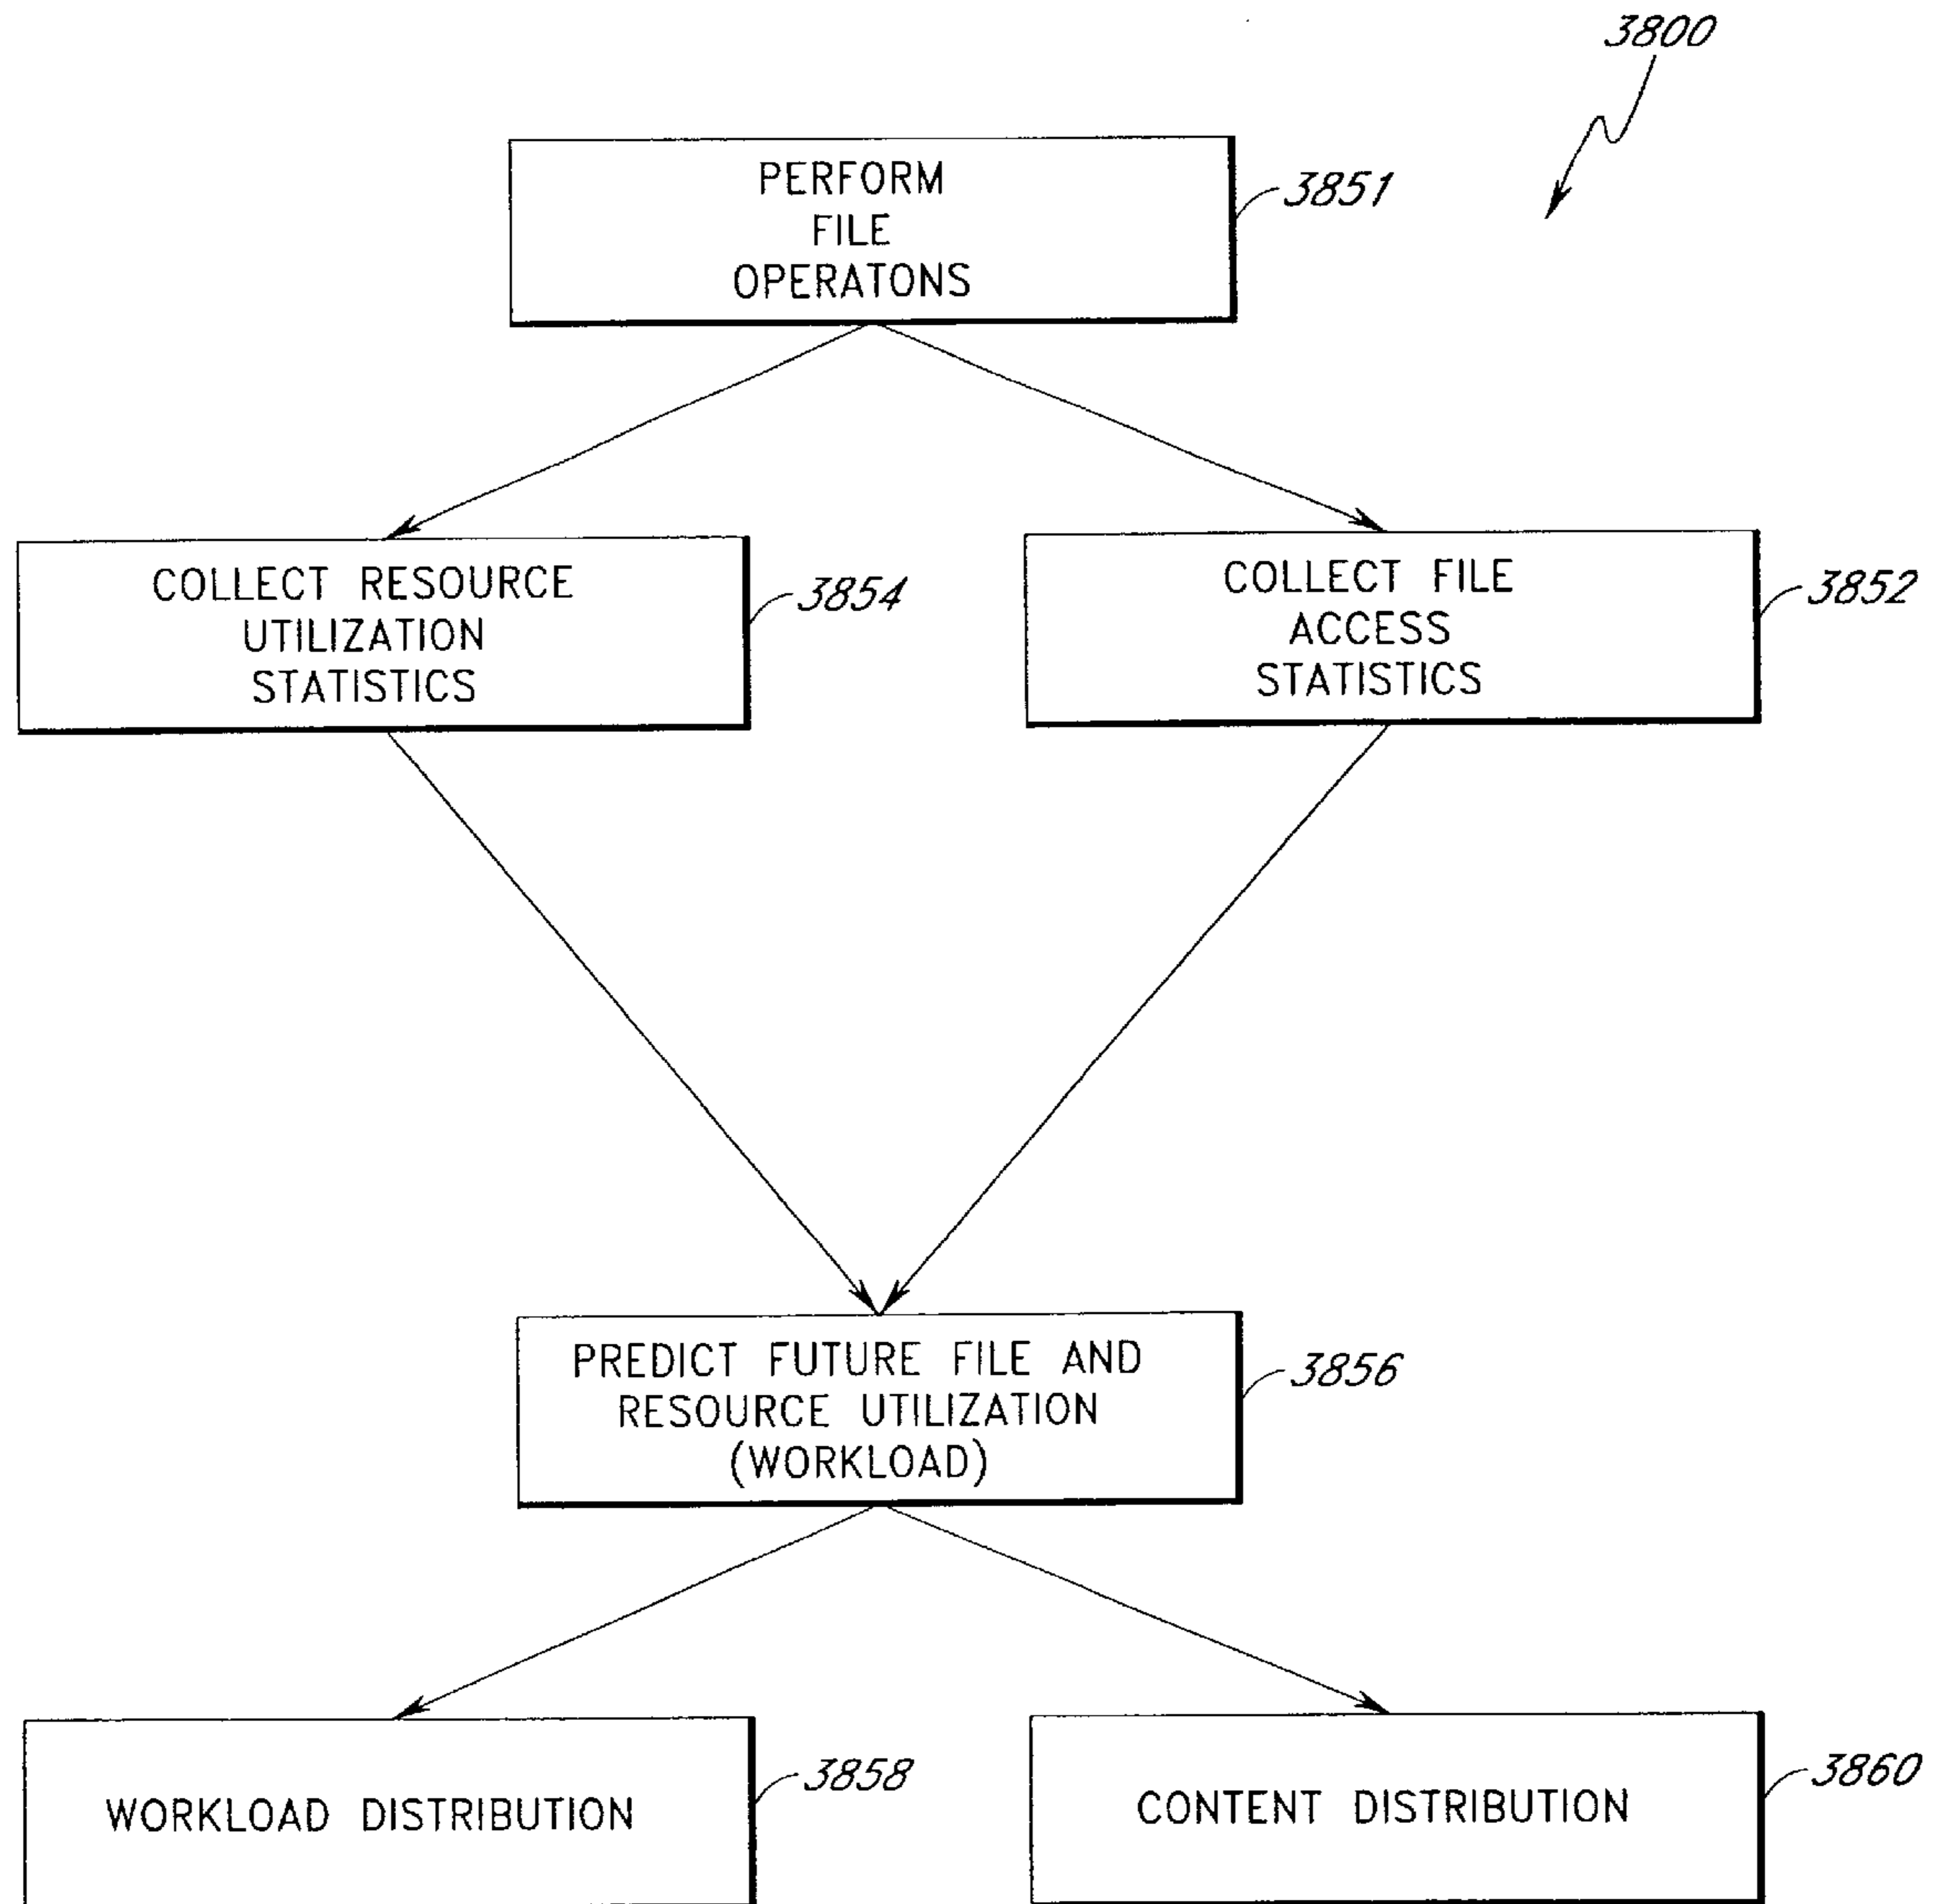 3800
PERFORM
FILE
OPERATONS
3851
COLLECT RESOURCE
UTILIZATION
STATISTICS
3854
COLLECT FILE
ACCESS
STATISTICS
3852
PREDICT FUTURE FILE AND
RESOURCE UTILIZATION
(WORKLOAD)
3856
WORKLOAD DISTRIBUTION
3858
CONTENT DISTRIBUTION
3860